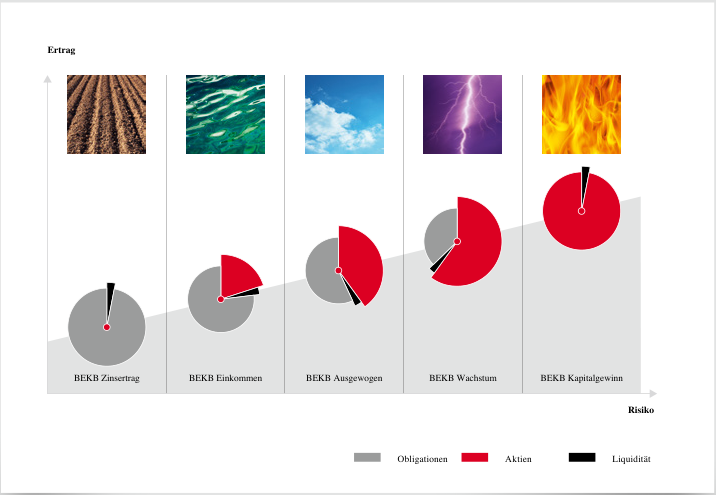 Ertrag
BEKB Zinsertrag
BEKB Einkommen
BEKB Ausgewogen
BEKB Wachstum
BEKB Kapitalgewinn
Risiko
Obligationen
Aktien
Liquidität